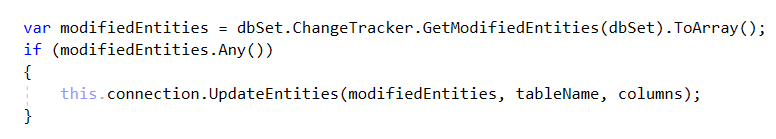 var modifiedEntities = dbSet.ChangeTracker.GetModifiedEntities(dbSet).ToArray();
if (modifiedEntities.Any())
{
    this.connection.UpdateEntities(modifiedEntities, tableName, columns);
}